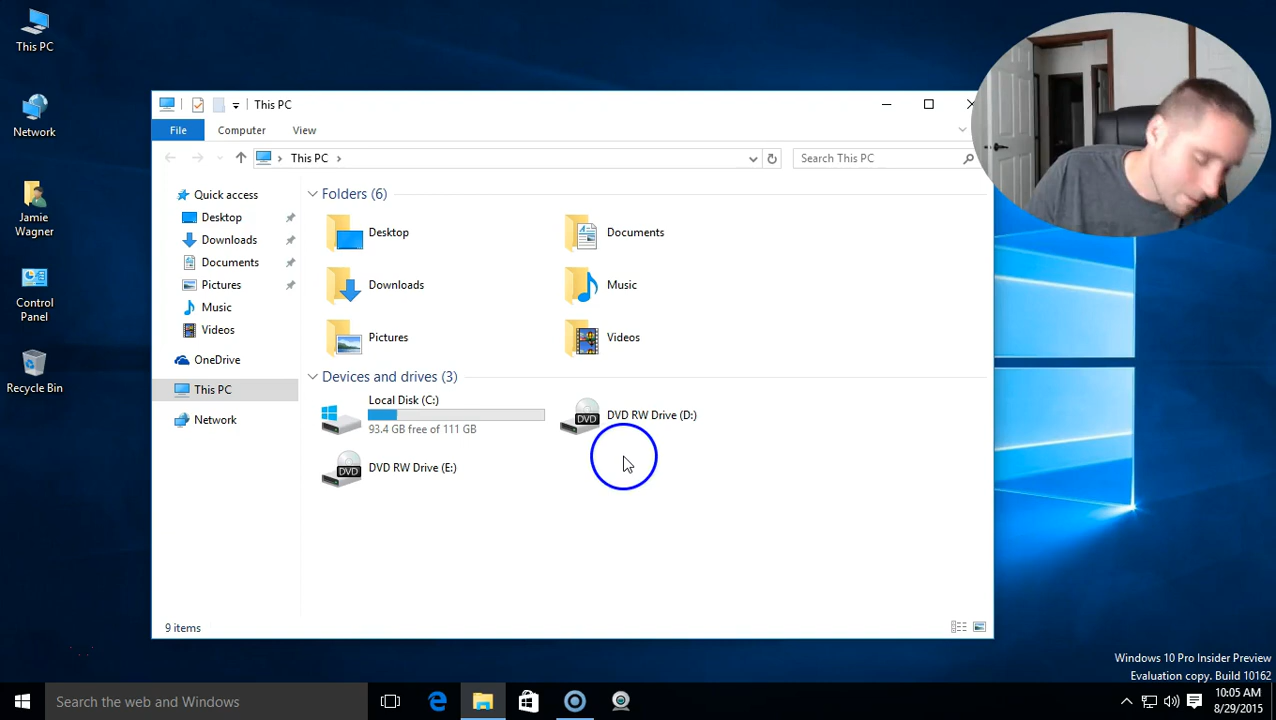 This PC
Network
Jamie
Wagner
Control
Panel
Recycle Bin
This PC
File
Computer
View
This PC
Search This PC
Quick access
Desktop
Downloads
Documents
Pictures
Music
Videos
OneDrive
This PC
Network
Folders (6)
Desktop
Documents
Downloads
Music
Pictures
Videos
Devices and drives (3)
Local Disk (C:)
93.4 GB free of 111 GB
DVD
DVD RW Drive (D:)
DVD
DVD RW Drive (E:)
9 items
Windows 10 Pro Insider Preview
Evaluation copy. Build 10162
Search the web and Windows
10:05 AM
8/29/2015